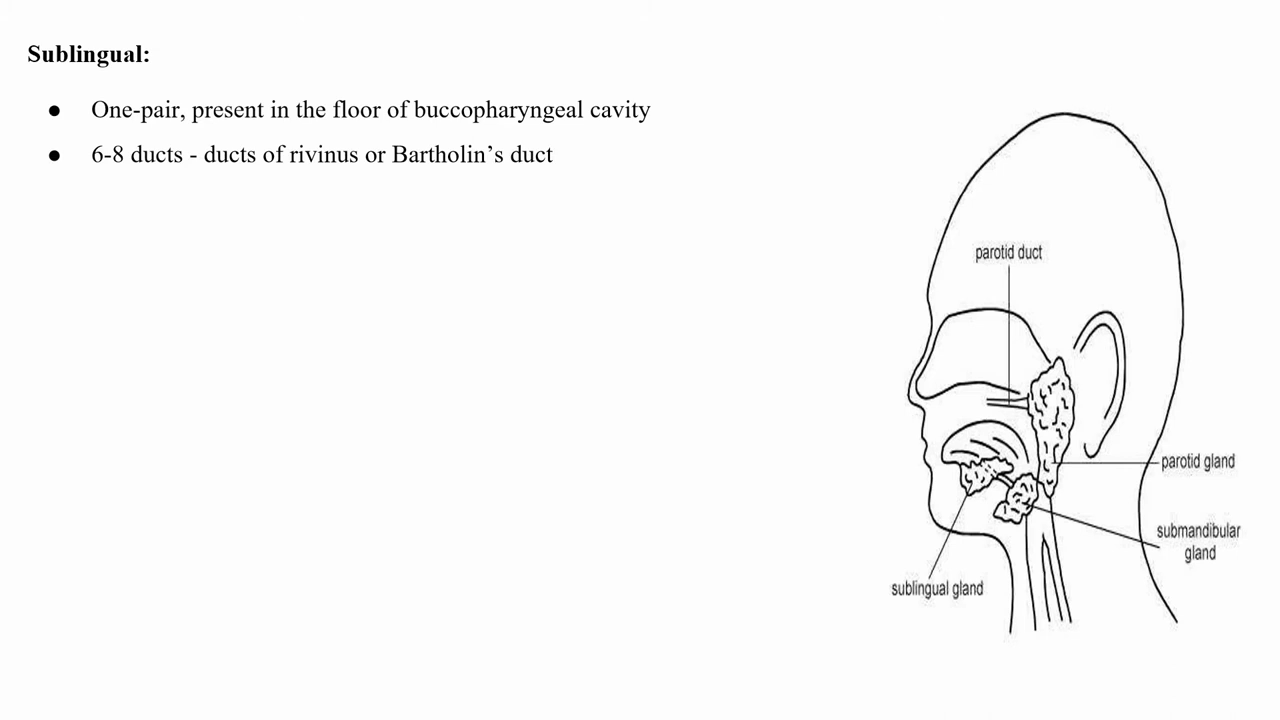 Sublingual:
● One-pair, present in the floor of buccopharyngeal cavity
● 6-8 ducts - ducts of rivinus or Bartholin’s duct
parotid duct
parotid gland
submandibular
gland
sublingual gland